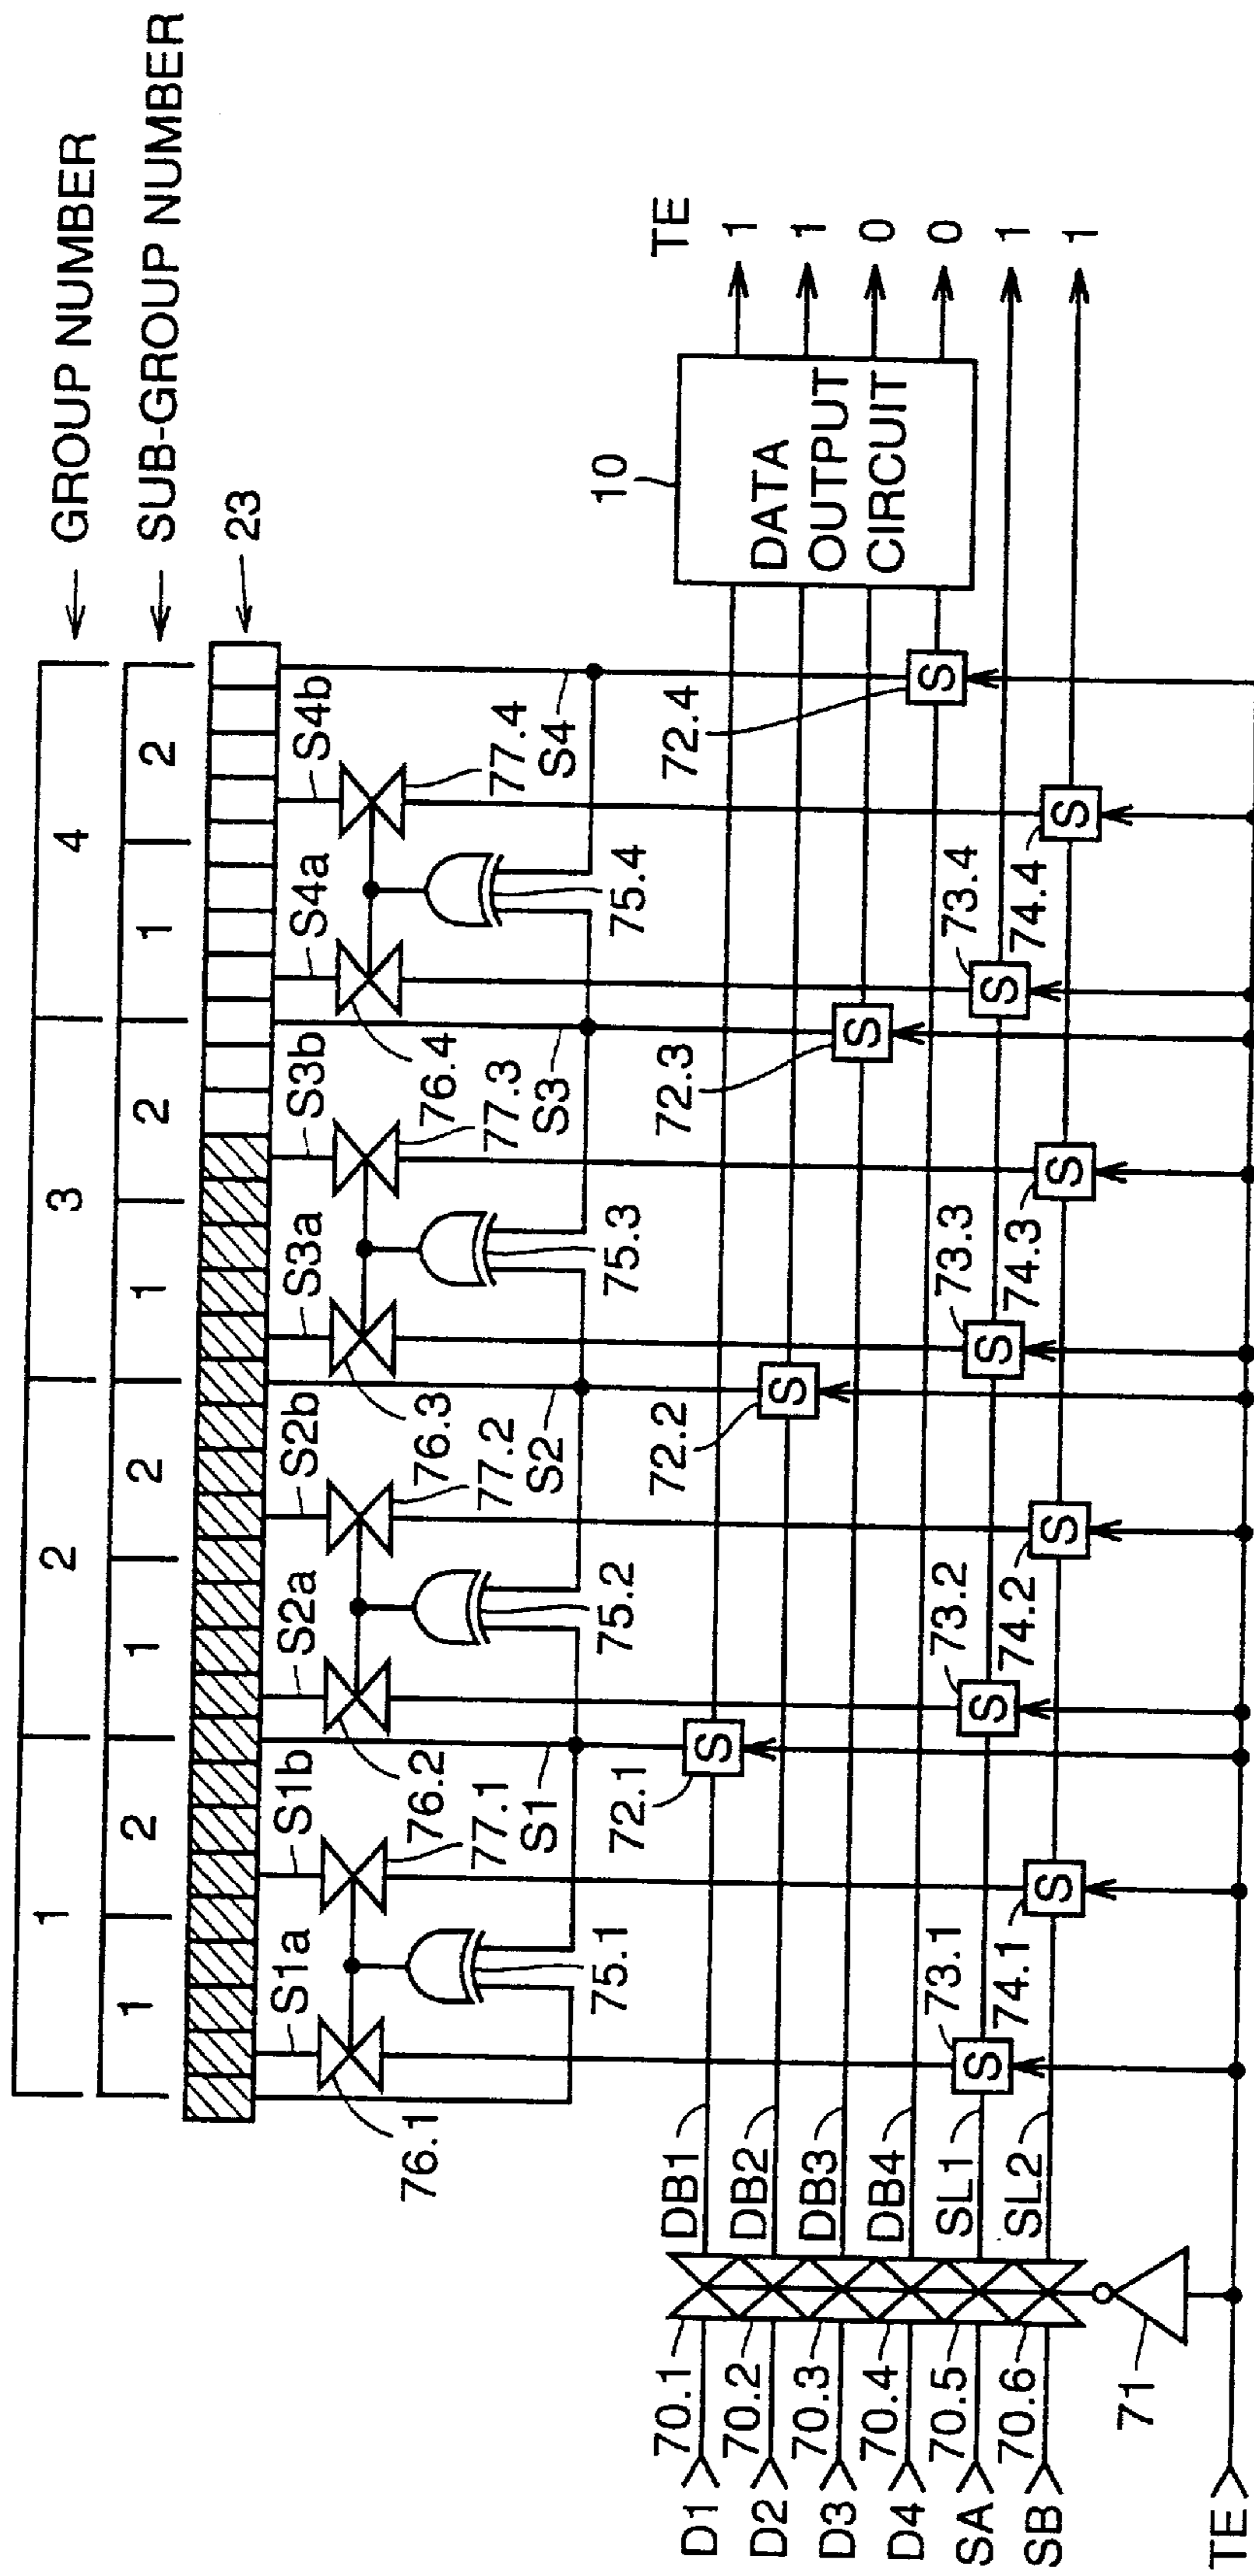 ← GROUP NUMBER
← SUB-GROUP NUMBER
1 2 3 4
1 2 1 2 1 2 1 2
23
S1a S1b S2a S2b S3a S3b S4a S4b
76.1 76.2 76.3 76.4
77.1 77.2 77.3 77.4
S1 S2 S3 S4
75.1 75.2 75.3 75.4
10
TE
72.1 72.2 72.3 72.4
D1 70.1 DB1 S 1
D2 70.2 DB2 S 1
D3 70.3 DB3 S 0
D4 70.4 DB4 S 0
DATA
OUTPUT
CIRCUIT
73.1 73.2 73.3 73.4
SA 70.5 SL1 S S S S 1
74.1 74.2 74.3 74.4
SB 70.6 SL2 S S S S 1
71
TE